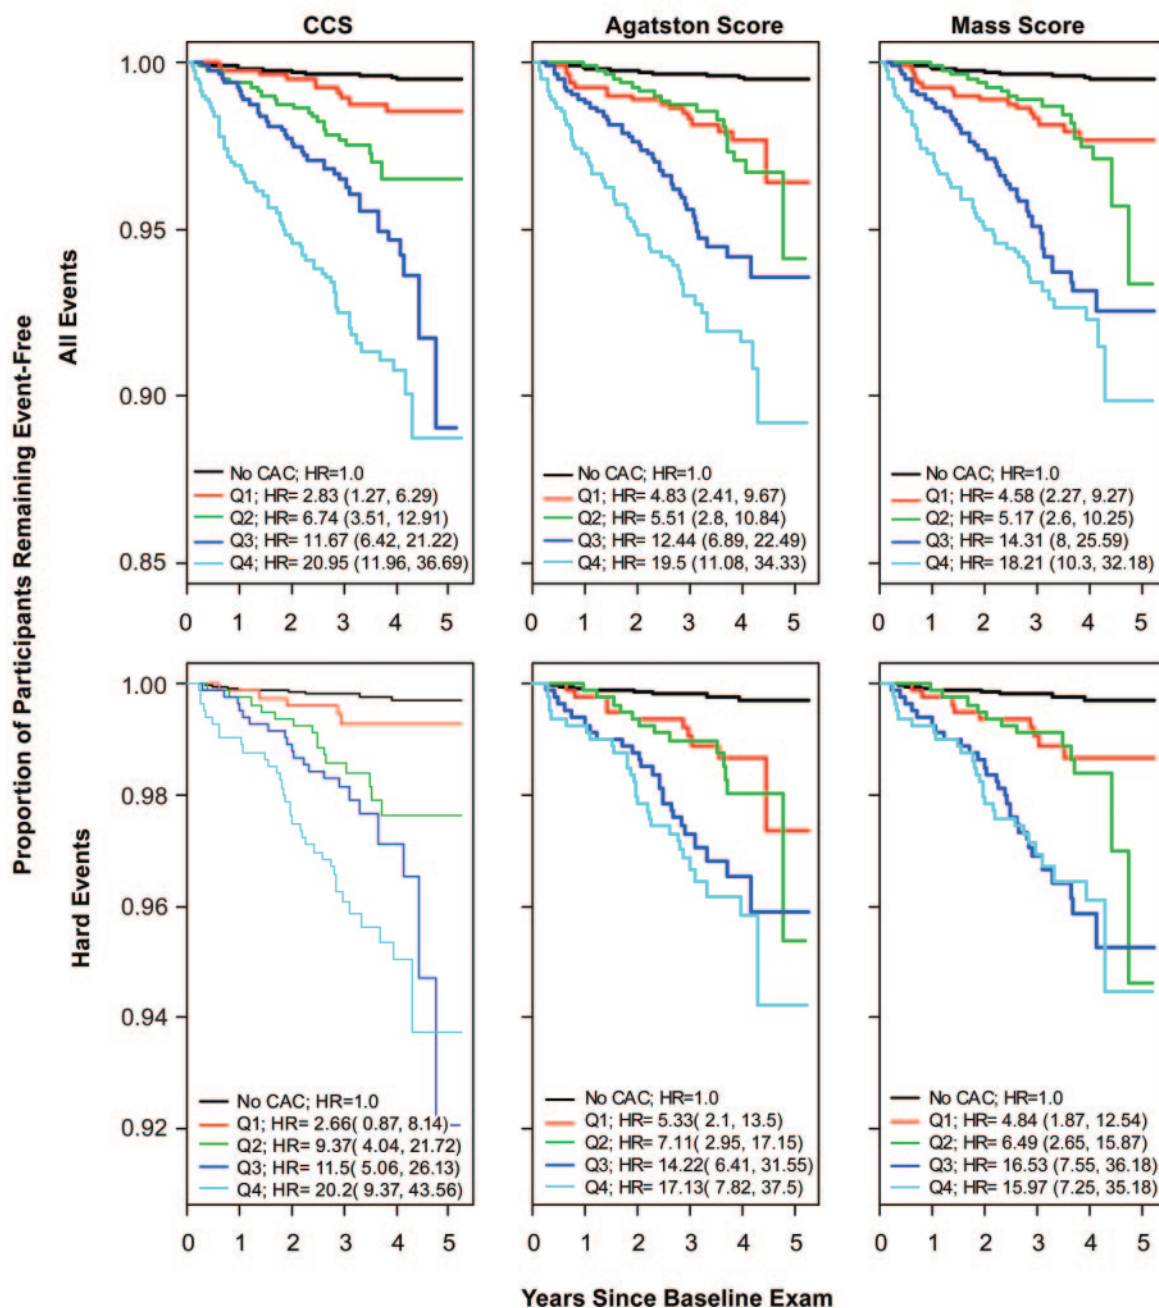 CCS
Agatston Score
Mass Score
Proportion of Participants Remaining Event-Free
All Events
1.00
0.95
0.90
0.85
No CAC; HR=1.0
Q1; HR= 2.83 (1.27, 6.29)
Q2; HR= 6.74 (3.51, 12.91)
Q3; HR= 11.67 (6.42, 21.22)
Q4; HR= 20.95 (11.96, 36.69)
0 1 2 3 4 5
No CAC; HR=1.0
Q1; HR= 4.83 (2.41, 9.67)
Q2; HR= 5.51 (2.8, 10.84)
Q3; HR= 12.44 (6.89, 22.49)
Q4; HR= 19.5 (11.08, 34.33)
0 1 2 3 4 5
No CAC; HR=1.0
Q1; HR= 4.58 (2.27, 9.27)
Q2; HR= 5.17 (2.6, 10.25)
Q3; HR= 14.31 (8, 25.59)
Q4; HR= 18.21 (10.3, 32.18)
0 1 2 3 4 5
Hard Events
1.00
0.98
0.96
0.94
0.92
No CAC; HR=1.0
Q1; HR= 2.66( 0.87, 8.14)
Q2; HR= 9.37( 4.04, 21.72)
Q3; HR= 11.5( 5.06, 26.13)
Q4; HR= 20.2( 9.37, 43.56)
0 1 2 3 4 5
No CAC; HR=1.0
Q1; HR= 5.33( 2.1, 13.5)
Q2; HR= 7.11( 2.95, 17.15)
Q3; HR= 14.22( 6.41, 31.55)
Q4; HR= 17.13( 7.82, 37.5)
0 1 2 3 4 5
No CAC; HR=1.0
Q1; HR= 4.84 (1.87, 12.54)
Q2; HR= 6.49 (2.65, 15.87)
Q3; HR= 16.53 (7.55, 36.18)
Q4; HR= 15.97 (7.25, 35.18)
0 1 2 3 4 5
Years Since Baseline Exam